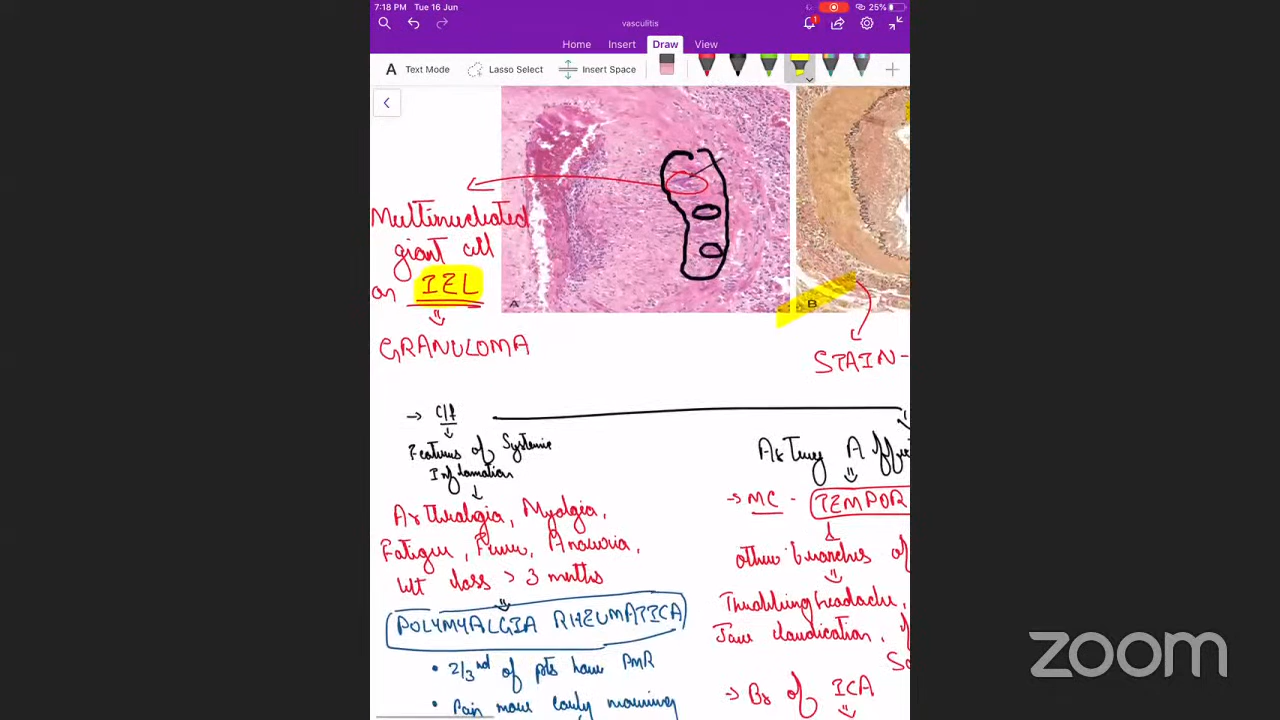 7:18 PM Tue 16 Jun
25%
vasculitis
Home Insert Draw View
A Text Mode Lasso Select Insert Space
A
B
Multinucleated
giant cell
on IEL
GRANULOMA
STAIN-
→ C/f
Features of Systemic
Inflamation
Arthralgia, Myalgia,
Fatigue, Fever, Anorexia,
Wt loss > 3 months
POLYMYALGIA RHEUMATICA
• 2/3nd of pts have PMR
• Pain more early mourning
Artery Affe
→ MC - TEMPOR
other branches of
Throbbing headache,
Jaw claudication,
→ Br of ICA
zoom